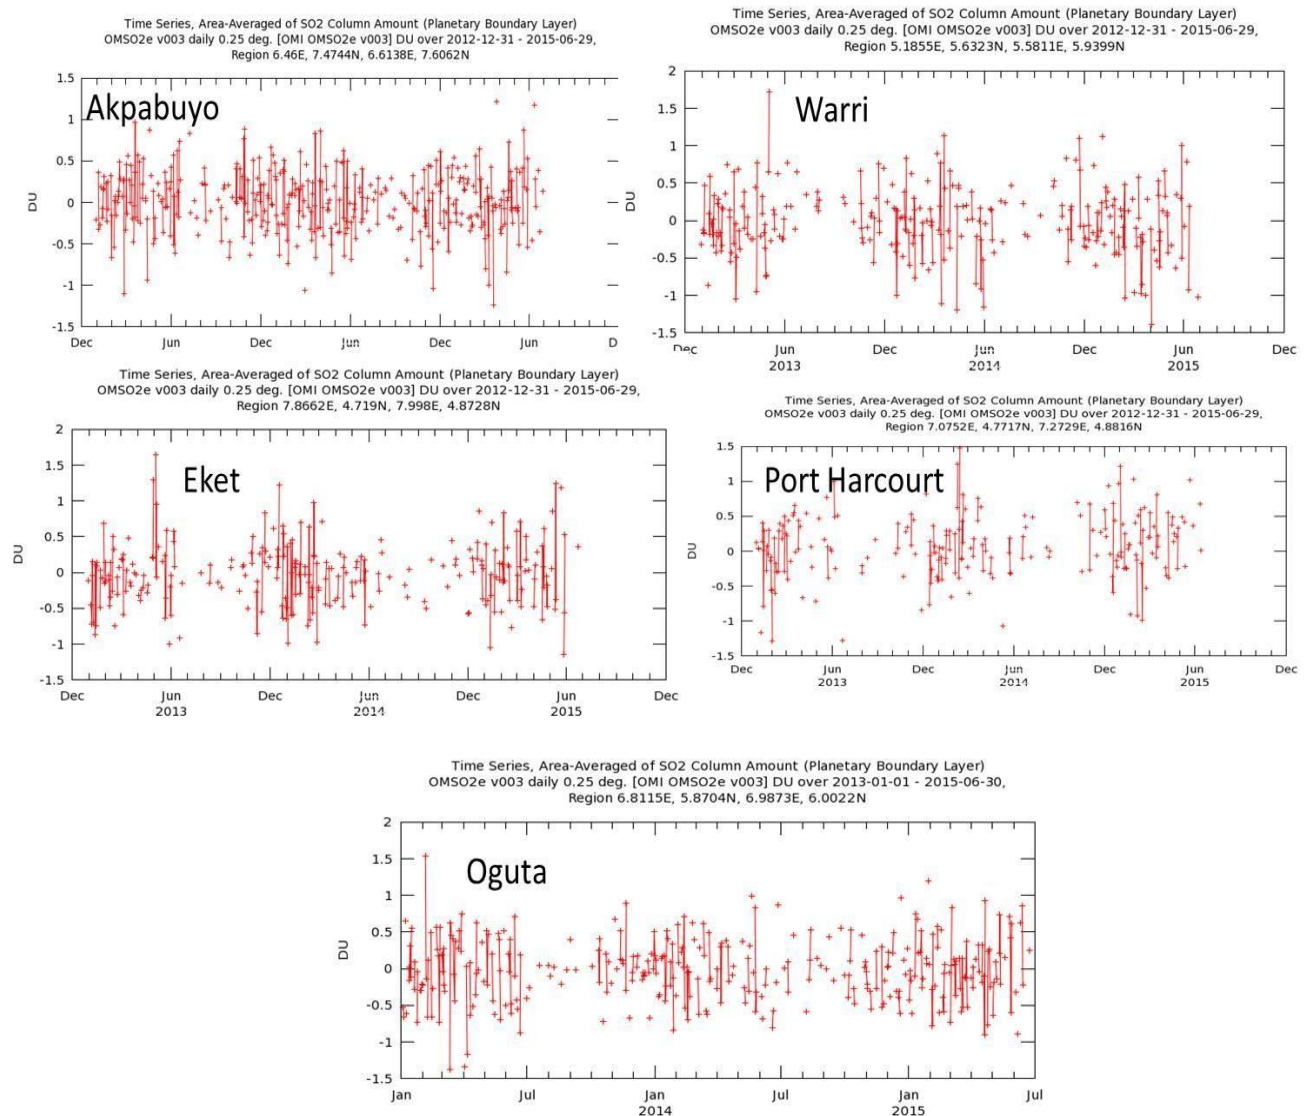 Time Series, Area-Averaged of SO2 Column Amount (Planetary Boundary Layer)
OMSO2e v003 daily 0.25 deg. [OMI OMSO2e v003] DU over 2012-12-31 - 2015-06-29,
Region 6.46E, 7.4744N, 6.6138E, 7.6062N
1.5
1
0.5
0
-0.5
-1
-1.5
DU
Akpabuyo
Dec Jun Dec Jun Dec Jun D
Time Series, Area-Averaged of SO2 Column Amount (Planetary Boundary Layer)
OMSO2e v003 daily 0.25 deg. [OMI OMSO2e v003] DU over 2012-12-31 - 2015-06-29,
Region 5.1855E, 5.6323N, 5.5811E, 5.9399N
2
1.5
1
0.5
0
-0.5
-1
-1.5
DU
Warri
Dec Jun Dec Jun Dec Jun Dec
2013 2014 2015
Time Series, Area-Averaged of SO2 Column Amount (Planetary Boundary Layer)
OMSO2e v003 daily 0.25 deg. [OMI OMSO2e v003] DU over 2012-12-31 - 2015-06-29,
Region 7.8662E, 4.719N, 7.998E, 4.8728N
2
1.5
1
0.5
0
-0.5
-1
-1.5
DU
Eket
Dec Jun Dec Jun Dec Jun Dec
2013 2014 2015
Time Series, Area-Averaged of SO2 Column Amount (Planetary Boundary Layer)
OMSO2e v003 daily 0.25 deg. [OMI OMSO2e v003] DU over 2012-12-31 - 2015-06-29,
Region 7.0752E, 4.7717N, 7.2729E, 4.8816N
1.5
1
0.5
0
-0.5
-1
-1.5
DU
Port Harcourt
Dec Jun Dec Jun Dec Jun Dec
2013 2014 2015
Time Series, Area-Averaged of SO2 Column Amount (Planetary Boundary Layer)
OMSO2e v003 daily 0.25 deg. [OMI OMSO2e v003] DU over 2013-01-01 - 2015-06-30,
Region 6.8115E, 5.8704N, 6.9873E, 6.0022N
2
1.5
1
0.5
0
-0.5
-1
-1.5
DU
Oguta
Jan Jul Jan Jul Jan Jul
2014 2015